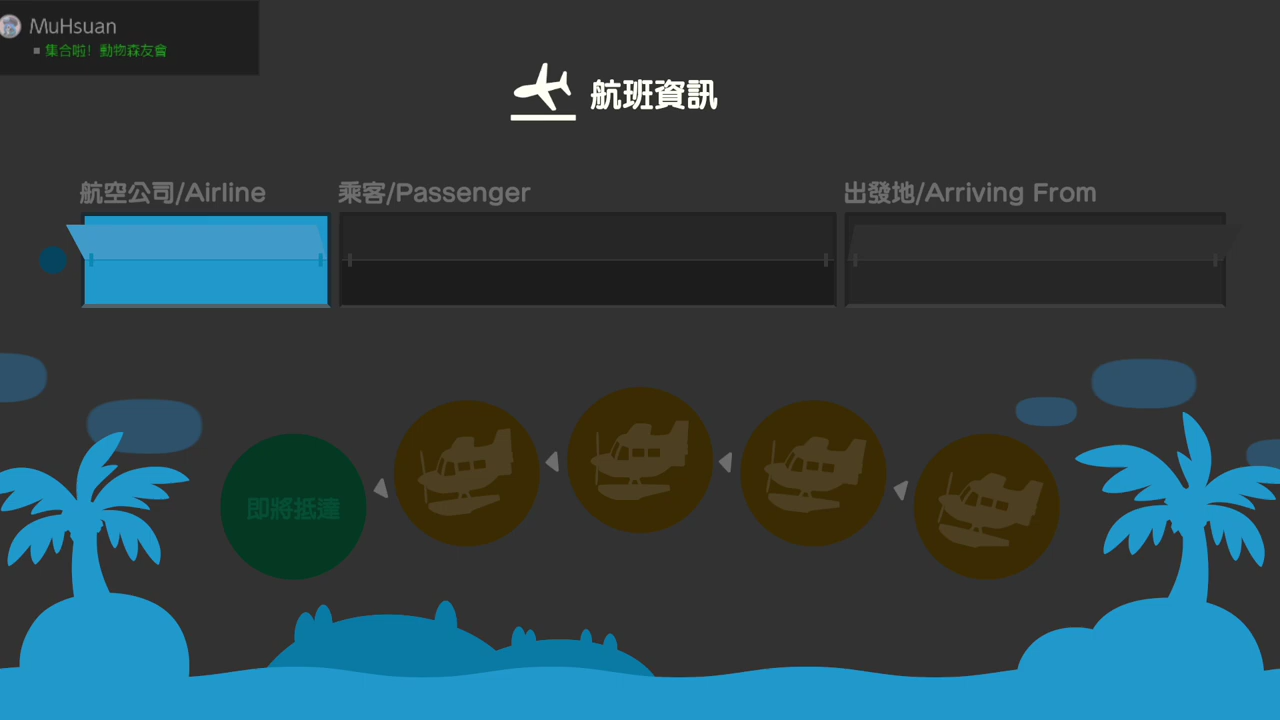 MuHsuan
集合啦! 動物森友會
航班資訊
航空公司/Airline
乘客/Passenger
出發地/Arriving From
即將抵達